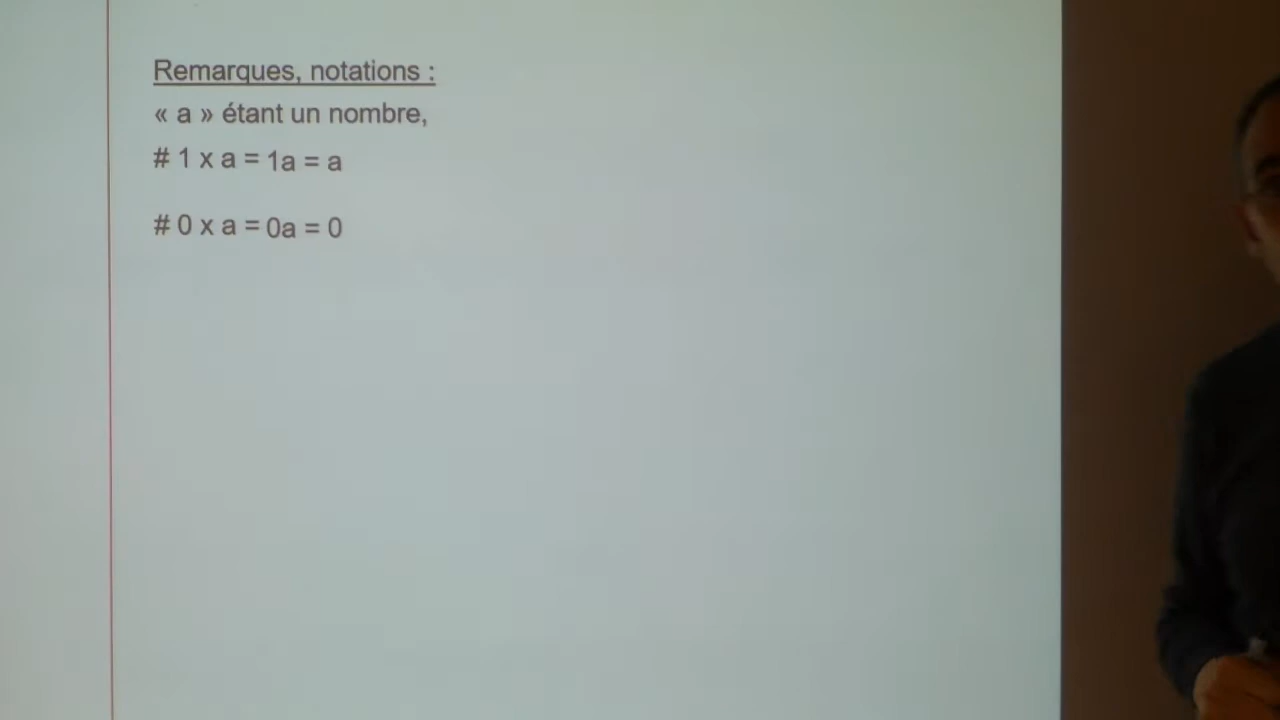 Remarques, notations :
« a » étant un nombre,
# 1 x a = 1a = a
# 0 x a = 0a = 0